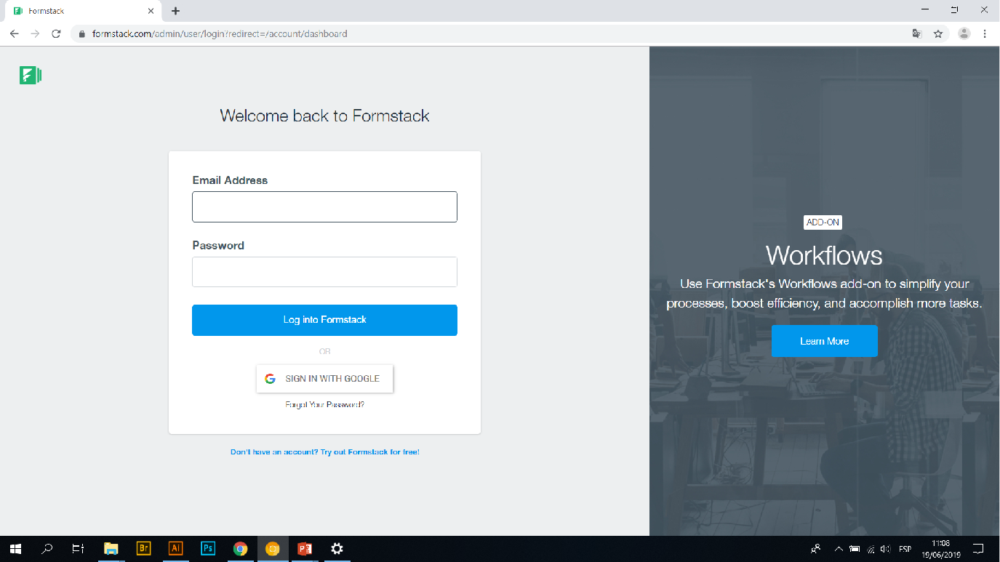 Formstack
formstack.com/admin/user/login?redirect=/account/dashboard
Welcome back to Formstack
Email Address
Password
Log into Formstack
OR
SIGN IN WITH GOOGLE
Forgot Your Password?
Don't have an account? Try out Formstack for free!
ADD-ON
Workflows
Use Formstack's Workflows add-on to simplify your
processes, boost efficiency, and accomplish more tasks.
Learn More
Br
Ai
Ps
ESP
11:08
19/06/2019